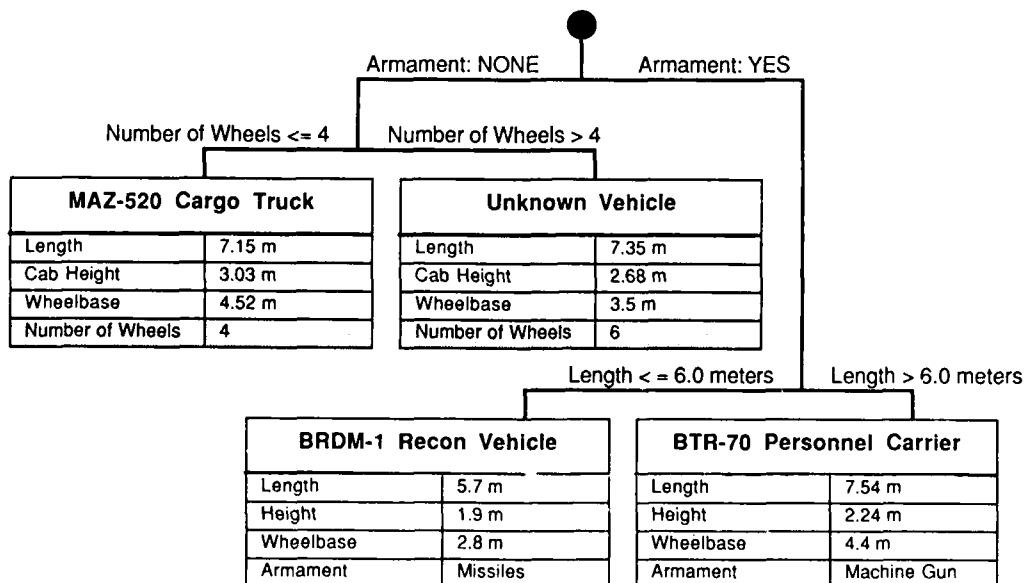 Armament: NONE Armament: YES
Number of Wheels <= 4 Number of Wheels > 4
MAZ-520 Cargo Truck
Length 7.15 m
Cab Height 3.03 m
Wheelbase 4.52 m
Number of Wheels 4
Unknown Vehicle
Length 7.35 m
Cab Height 2.68 m
Wheelbase 3.5 m
Number of Wheels 6
Length < = 6.0 meters Length > 6.0 meters
BRDM-1 Recon Vehicle
Length 5.7 m
Height 1.9 m
Wheelbase 2.8 m
Armament Missiles
BTR-70 Personnel Carrier
Length 7.54 m
Height 2.24 m
Wheelbase 4.4 m
Armament Machine Gun